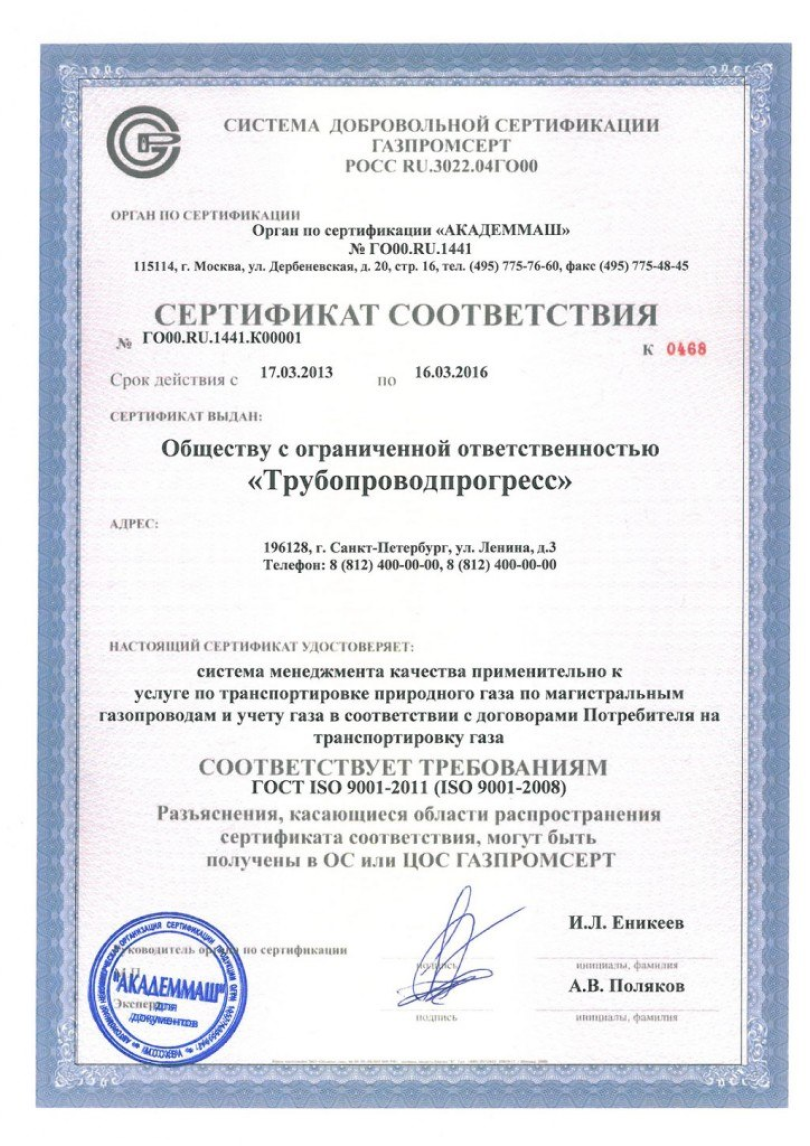 СИСТЕМА ДОБРОВОЛЬНОЙ СЕРТИФИКАЦИИ
ГАЗПРОМСЕРТ
РОСС RU.3022.04ГО00
ОРГАН ПО СЕРТИФИКАЦИИ
Орган по сертификации «АКАДЕММАШ»
№ ГО00.RU.1441
115114, г. Москва, ул. Дербеневская, д. 20, стр. 16, тел. (495) 775-76-60, факс (495) 775-48-45
СЕРТИФИКАТ СООТВЕТСТВИЯ
№ ГО00.RU.1441.К00001
К 0468
Срок действия с 17.03.2013 по 16.03.2016
СЕРТИФИКАТ ВЫДАН:
Обществу с ограниченной ответственностью
«Трубопроводпрогресс»
АДРЕС:
196128, г. Санкт-Петербург, ул. Ленина, д.3
Телефон: 8 (812) 400-00-00, 8 (812) 400-00-00
НАСТОЯЩИЙ СЕРТИФИКАТ УДОСТОВЕРЯЕТ:
система менеджмента качества применительно к
услуге по транспортировке природного газа по магистральным
газопроводам и учету газа в соответствии с договорами Потребителя на
транспортировку газа
СООТВЕТСТВУЕТ ТРЕБОВАНИЯМ
ГОСТ ISO 9001-2011 (ISO 9001-2008)
Разъяснения, касающиеся области распространения
сертификата соответствия, могут быть
получены в ОС или ЦОС ГАЗПРОМСЕРТ
И.Л. Еникеев
Руководитель органа по сертификации
подпись
инициалы, фамилия
М.П.
А.В. Поляков
Эксперт
подпись
инициалы, фамилия
"АКАДЕММАШ"
для
документов
* МОСКВА *